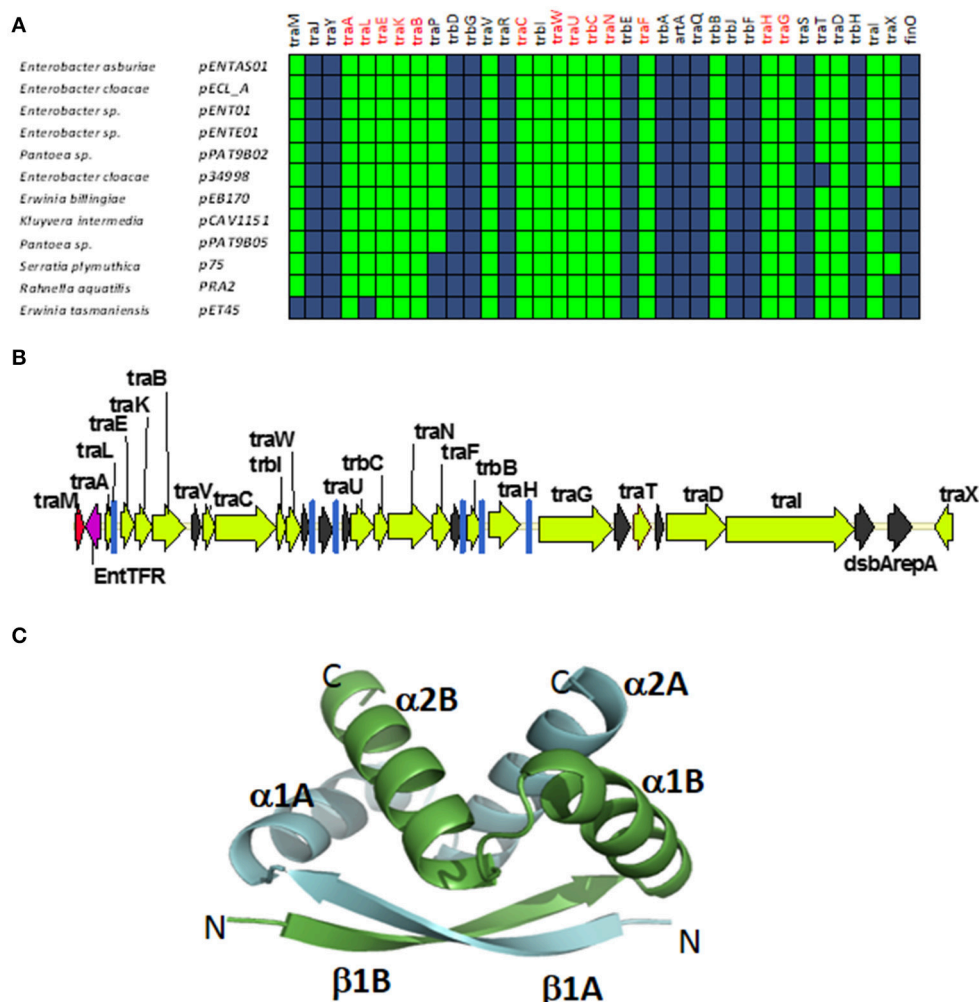 A
traM traJ traY traA traL traE traK traB traP trbD trbG traV traR traC trbI traW traU trbC traN trbE traF trbA artA traQ trbB trbJ trbF traH traG traS traT traD trbH traI traX finO
Enterobacter asburiae pENTAS01
Enterobacter cloacae pECL_A
Enterobacter sp. pENT01
Enterobacter sp. pENTE01
Pantoea sp. pPAT9B02
Enterobacter cloacae p34998
Erwinia billingiae pEB170
Kluyvera intermedia pCAV1151
Pantoea sp. pPAT9B05
Serratia plymuthica p75
Rahnella aquatilis PRA2
Erwinia tasmaniensis pET45
B
traB
traK
traE
traL
traA
traM
traV
traC
trbI
traW
traU
trbC
traN
traF
trbB
traH
traG
traT
traD
traI
traX
EntTFR
dsbA repA
C
C
α2B
C
α2A
α1A
α1B
N
N
β1B
β1A